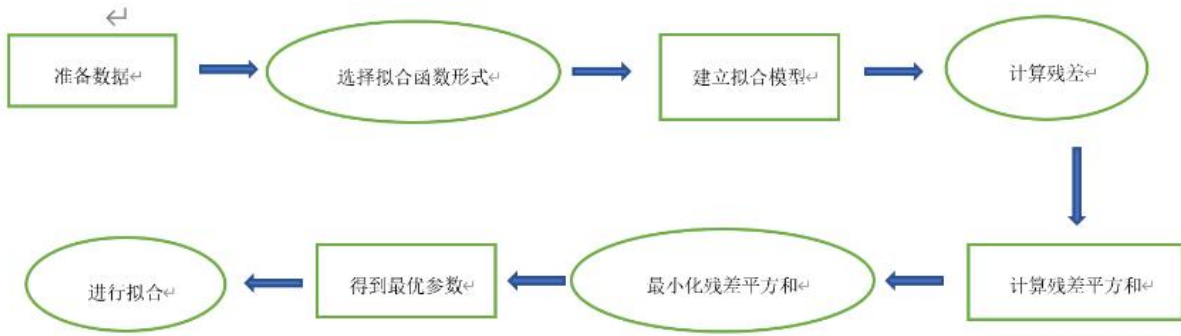 准备数据
选择拟合函数形式
建立拟合模型
计算残差
计算残差平方和
最小化残差平方和
得到最优参数
进行拟合